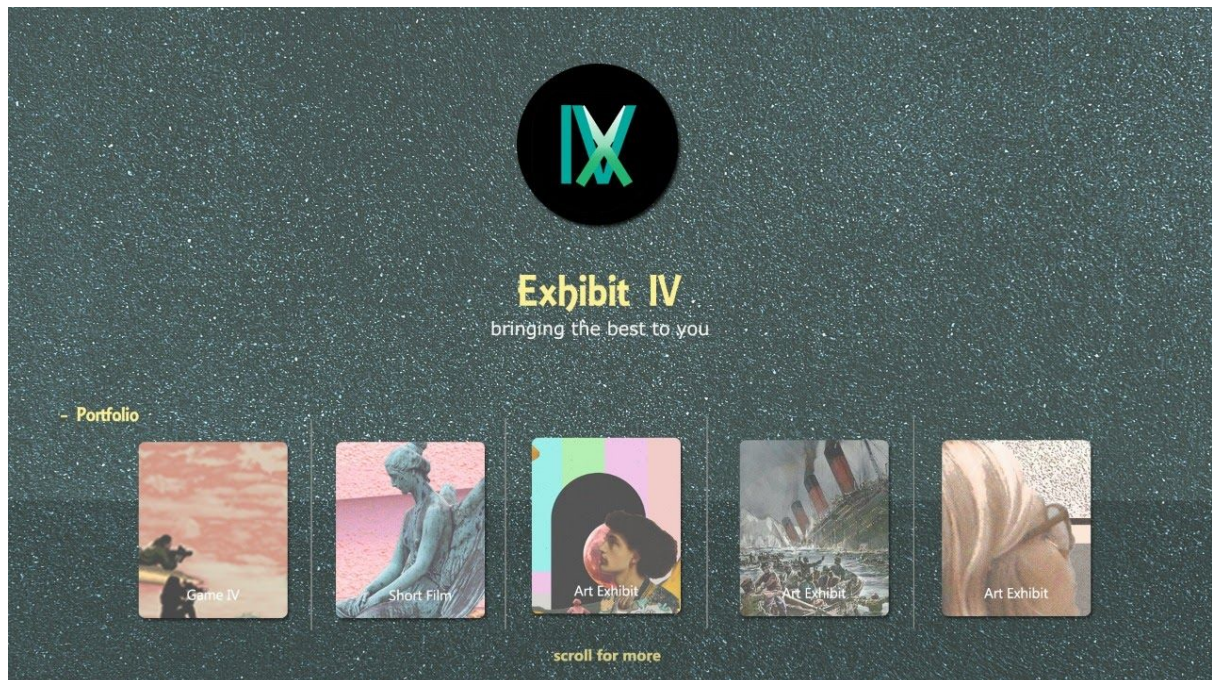 IV
Exhibit IV
bringing the best to you
- Portfolio
Game IV
Short Film
Art Exhibit
Art Exhibit
Art Exhibit
scroll for more